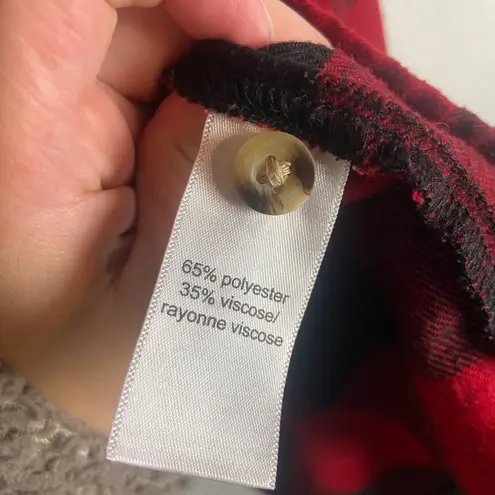 65% polyester
35% viscose/
rayonne viscose